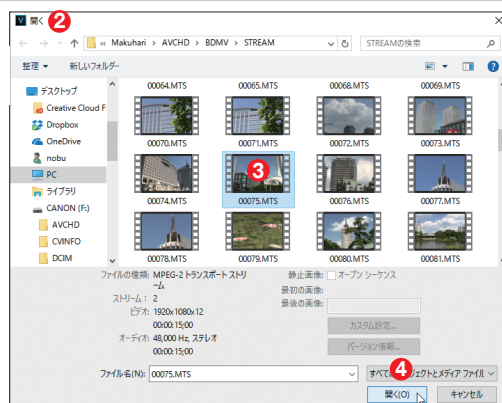 開く 2
« Makuhari › AVCHD › BDMV › STREAM STREAMの検索
整理 新しいフォルダー
デスクトップ
Creative Cloud F
Dropbox
OneDrive
nobu
PC
ライブラリ
CANON (F:)
AVCHD
CVINFO
DCIM
00064.MTS 00065.MTS 00068.MTS 00069.MTS
00070.MTS 00071.MTS 00072.MTS 00073.MTS
3
00074.MTS 00075.MTS 00076.MTS 00077.MTS
00078.MTS 00079.MTS 00080.MTS 00081.MTS
ファイルの種類: MPEG-2 トランスポート ストリ
ーム
ストリーム: 2
ビデオ: 1920x1080x12
00:00:15;00
オーディオ: 48,000 Hz, ステレオ
00:00:15;00
静止画像: オープン シーケンス
最初の画像:
最後の画像:
カスタム設定...
バージョン情報...
4
ファイル名(N): 00075.MTS すべての ジェクトとメディア ファイル
開く(O) キャンセル